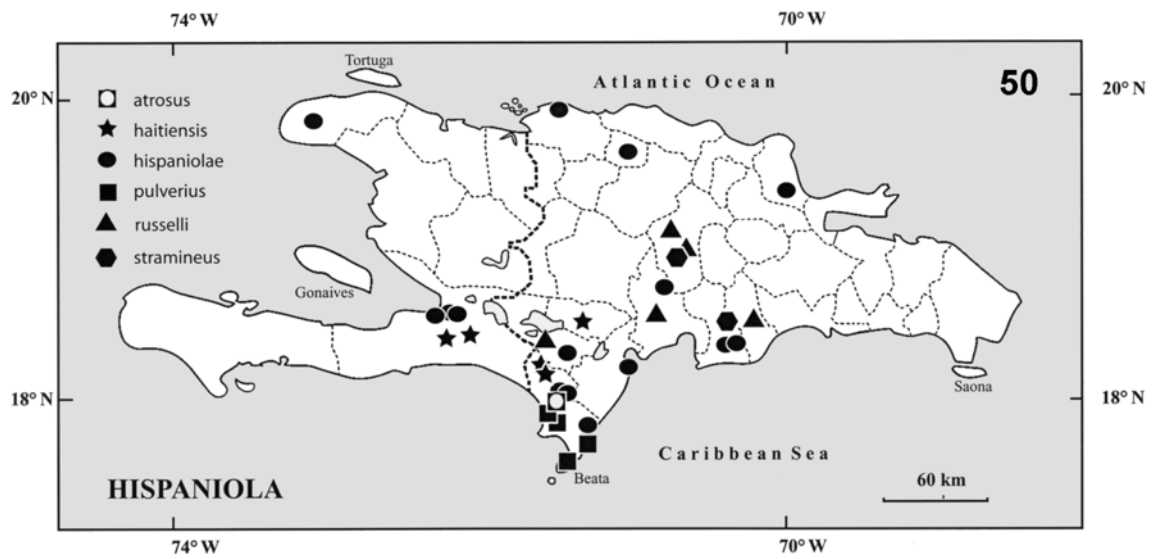 74° W
70° W
Tortuga
Atlantic Ocean
50
20° N
20° N
atrosus
haitiensis
hispaniolae
pulverius
russelli
stramineus
Gonaives
Saona
18° N
18° N
Caribbean Sea
Beata
60 km
HISPANIOLA
74° W
70° W